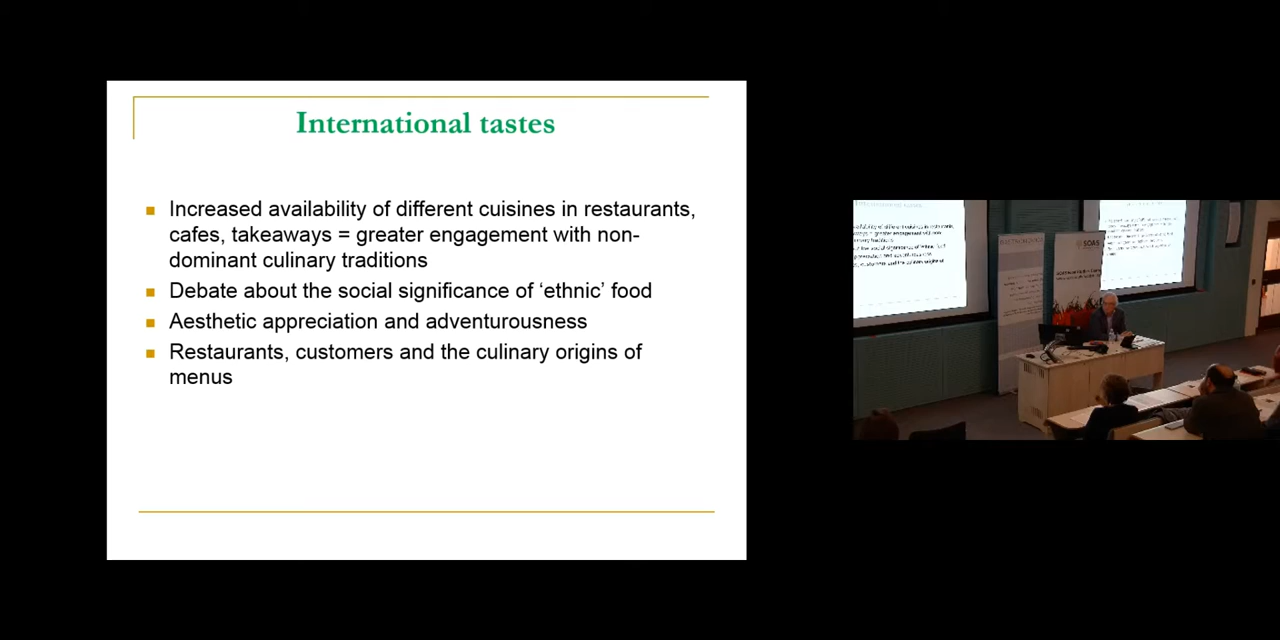 International tastes
Increased availability of different cuisines in restaurants,
cafes, takeaways = greater engagement with non-
dominant culinary traditions
Debate about the social significance of ‘ethnic’ food
Aesthetic appreciation and adventurousness
Restaurants, customers and the culinary origins of
menus
SOAS